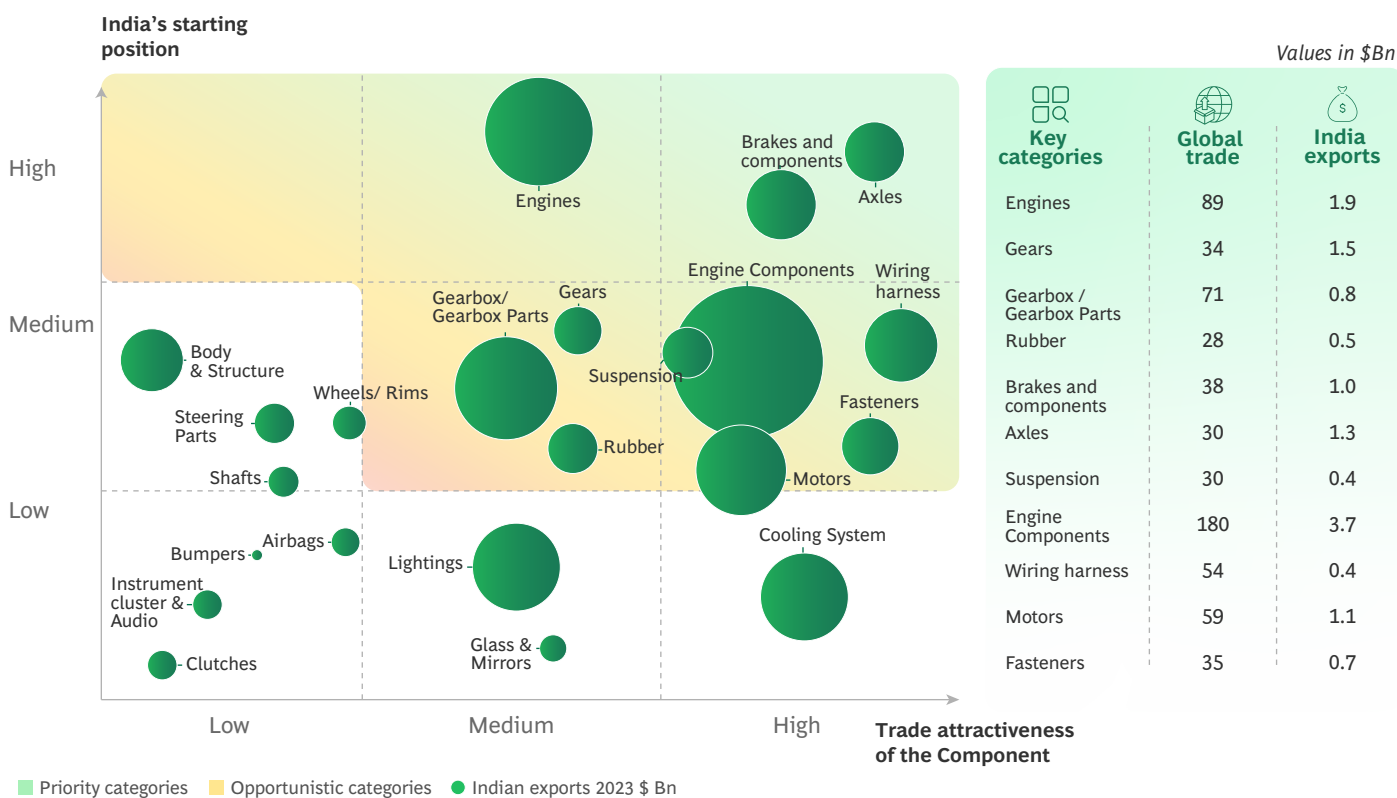 India's starting
position
Values in $Bn
High
Medium
Low
Engines
Brakes and
components
Axles
Engine Components
Wiring
harness
Gearbox/
Gearbox Parts
Gears
Suspension
Body
& Structure
Wheels/ Rims
Fasteners
Steering
Parts
Rubber
Shafts
Motors
Airbags
Bumpers
Lightings
Cooling System
Instrument
cluster &
Audio
Glass &
Mirrors
Clutches
Low
Medium
High
Trade attractiveness
of the Component
Priority categories
Opportunistic categories
Indian exports 2023 $ Bn
$
Key
categories
Global
trade
India
exports
Engines 89 1.9
Gears 34 1.5
Gearbox /
Gearbox Parts 71 0.8
Rubber 28 0.5
Brakes and
components 38 1.0
Axles 30 1.3
Suspension 30 0.4
Engine
Components 180 3.7
Wiring harness 54 0.4
Motors 59 1.1
Fasteners 35 0.7